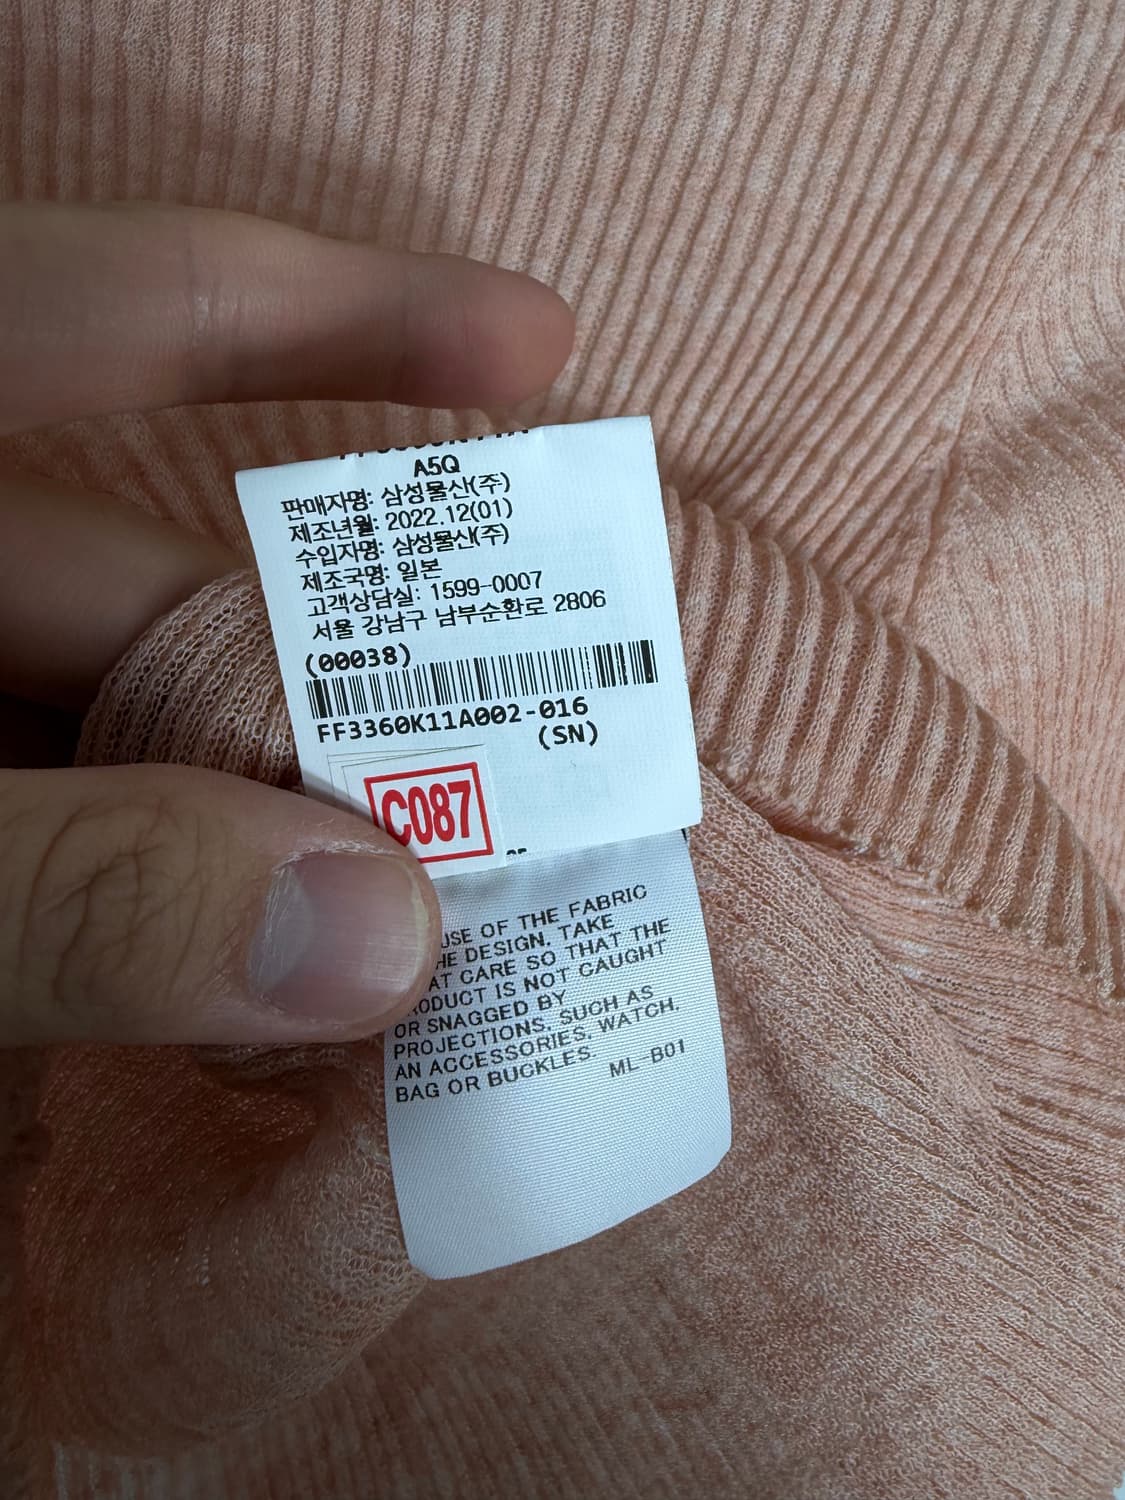 A5Q
판매자명: 삼성물산(주)
제조년월: 2022.12(01)
수입자명: 삼성물산(주)
제조국명: 일본
고객상담실: 1599-0007
서울 강남구 남부순환로 2806
(00038)
FF3360K11A002-016
(SN)
C087
USE OF THE FABRIC
HE DESIGN, TAKE
AT CARE SO THAT THE
RODUCT IS NOT CAUGHT
OR SNAGGED BY
PROJECTIONS, SUCH AS
AN ACCESSORIES, WATCH,
BAG OR BUCKLES.
ML-B01